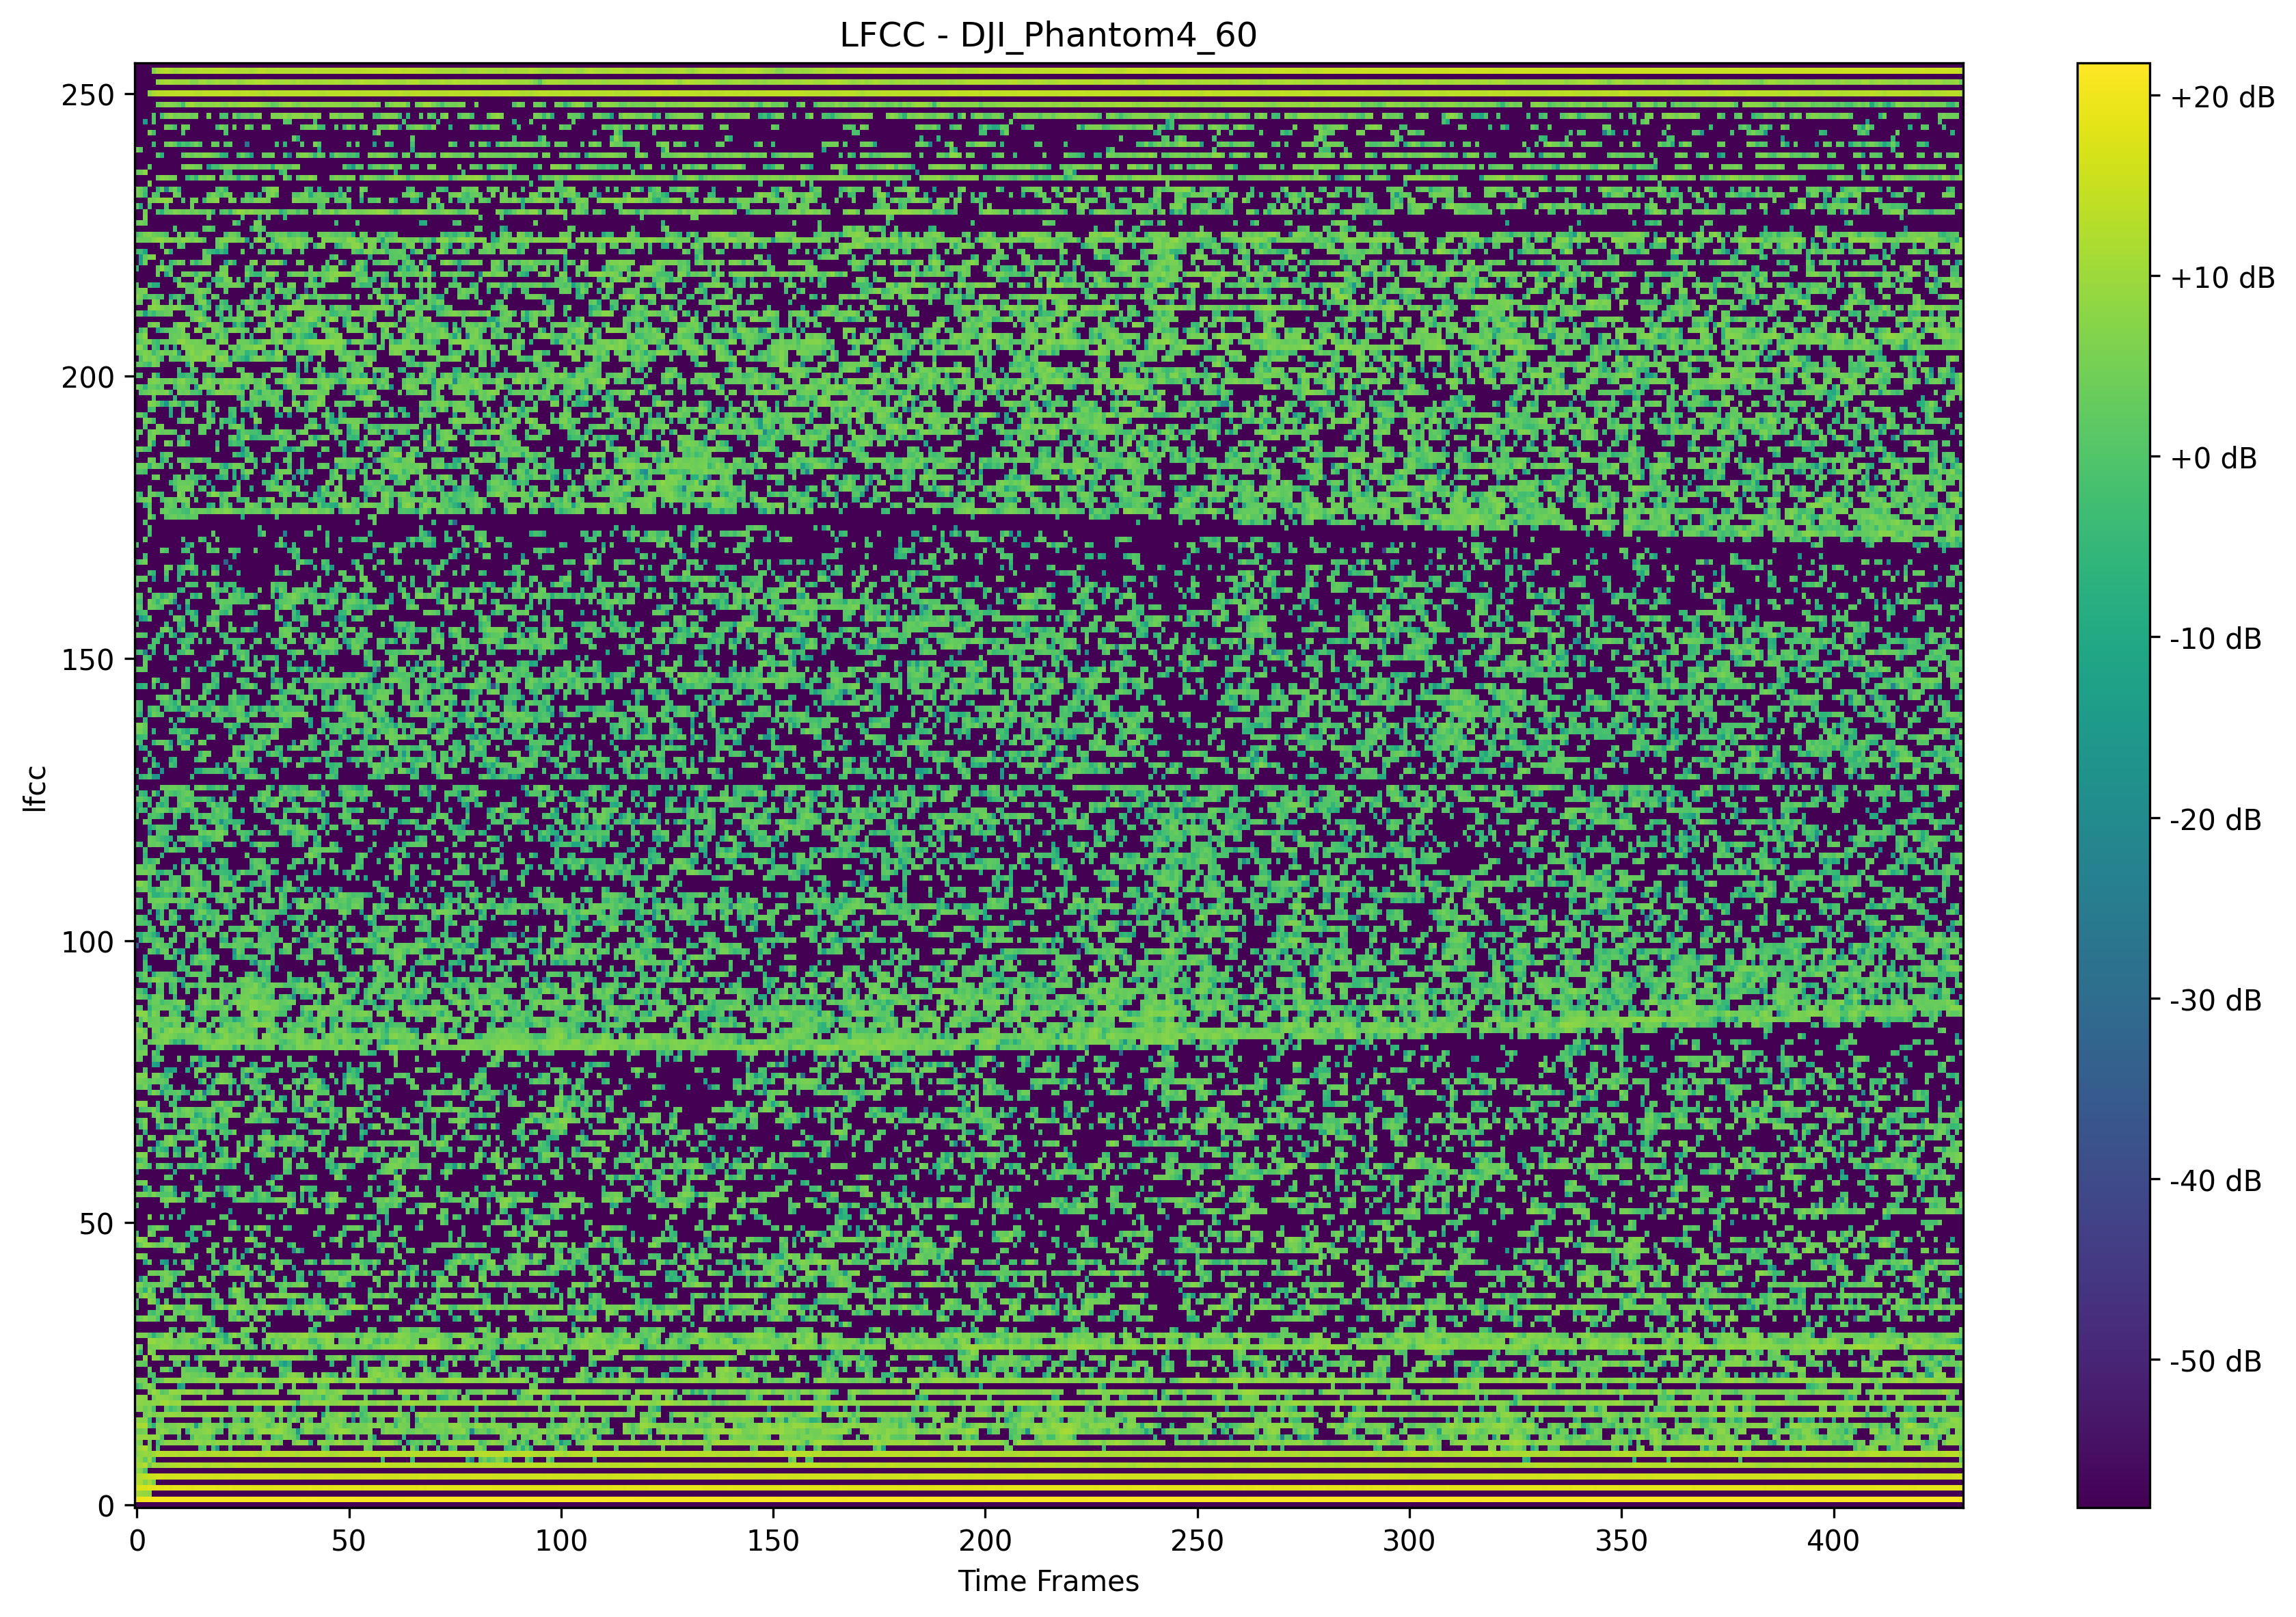 LFCC - DJI_Phantom4_60
250
200
150
100
50
0
lfcc
0 50 100 150 200 250 300 350 400
Time Frames
+20 dB
+10 dB
+0 dB
-10 dB
-20 dB
-30 dB
-40 dB
-50 dB